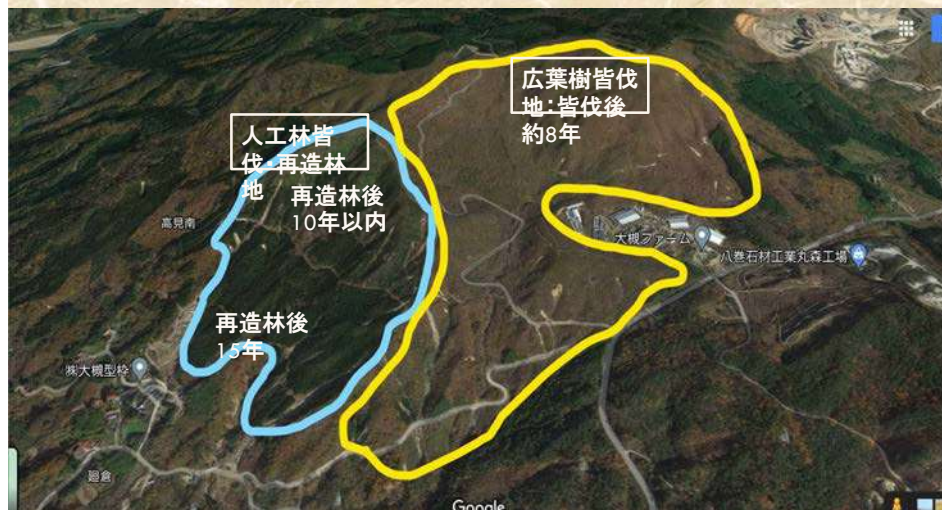 広葉樹皆伐
地：皆伐後
約8年
人工林皆
伐・再造林
地
再造林後
10年以内
高見南
大槻ファーム
八巻石材工業丸森工場
再造林後
15年
㈱大槻型枠
廻倉
Google